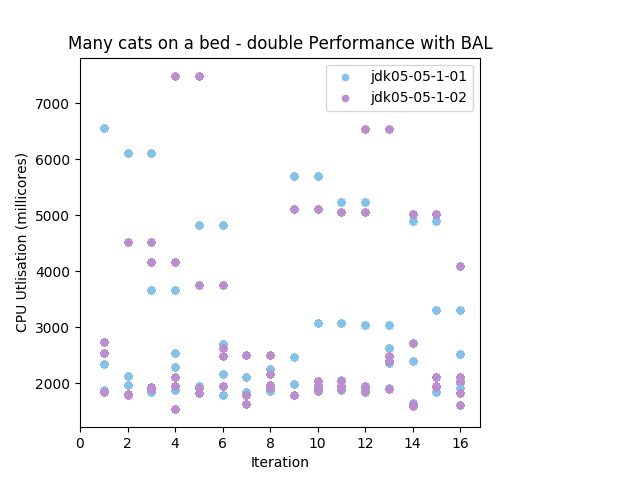 Many cats on a bed - double Performance with BAL
jdk05-05-1-01
jdk05-05-1-02
CPU Utlisation (millicores)
7000
6000
5000
4000
3000
2000
0 2 4 6 8 10 12 14 16
Iteration